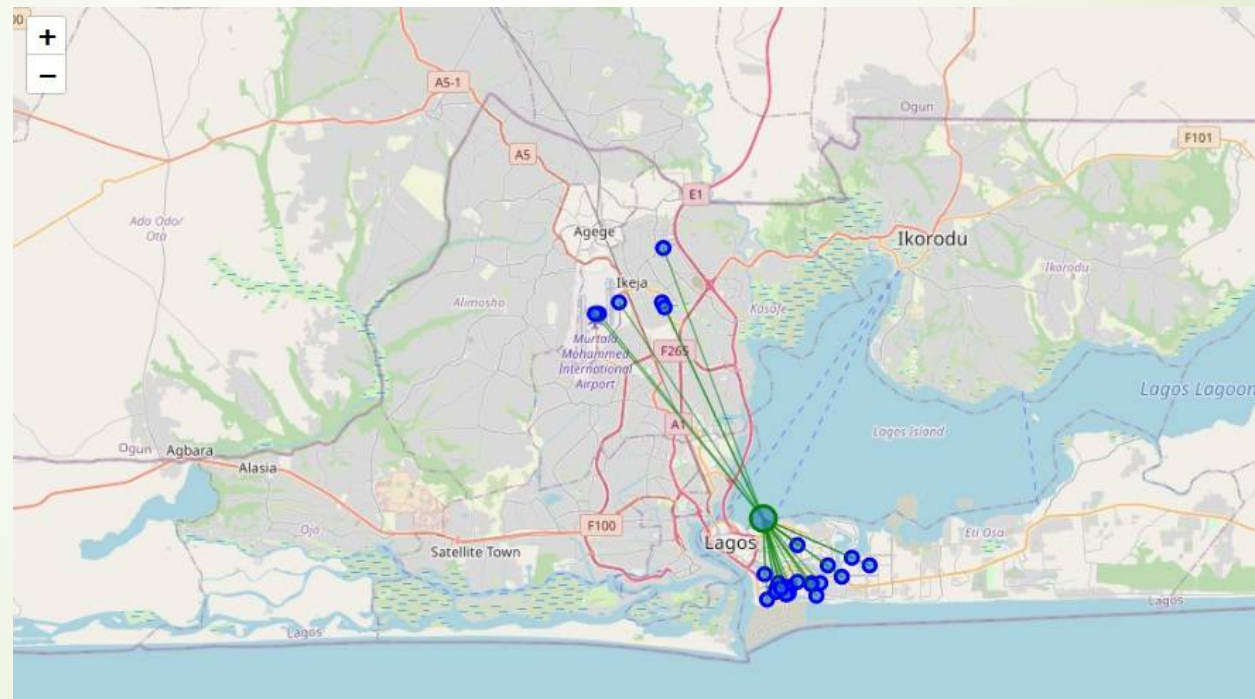 +
−
A5-1
Ogun
F101
A5
E1
Ado Odo/
Ota
Agege
Ikorodu
Ikorodu
Ikeja
Alimosho
Kosofe
Murtala
Mohammed
International
Airport
F265
Lagos Lagoon
A1
Lagos Island
Ogun
Agbara
Alasia
Ojo
F100
Lagos
Eti Osa
Satellite Town
Lagos
Lagos